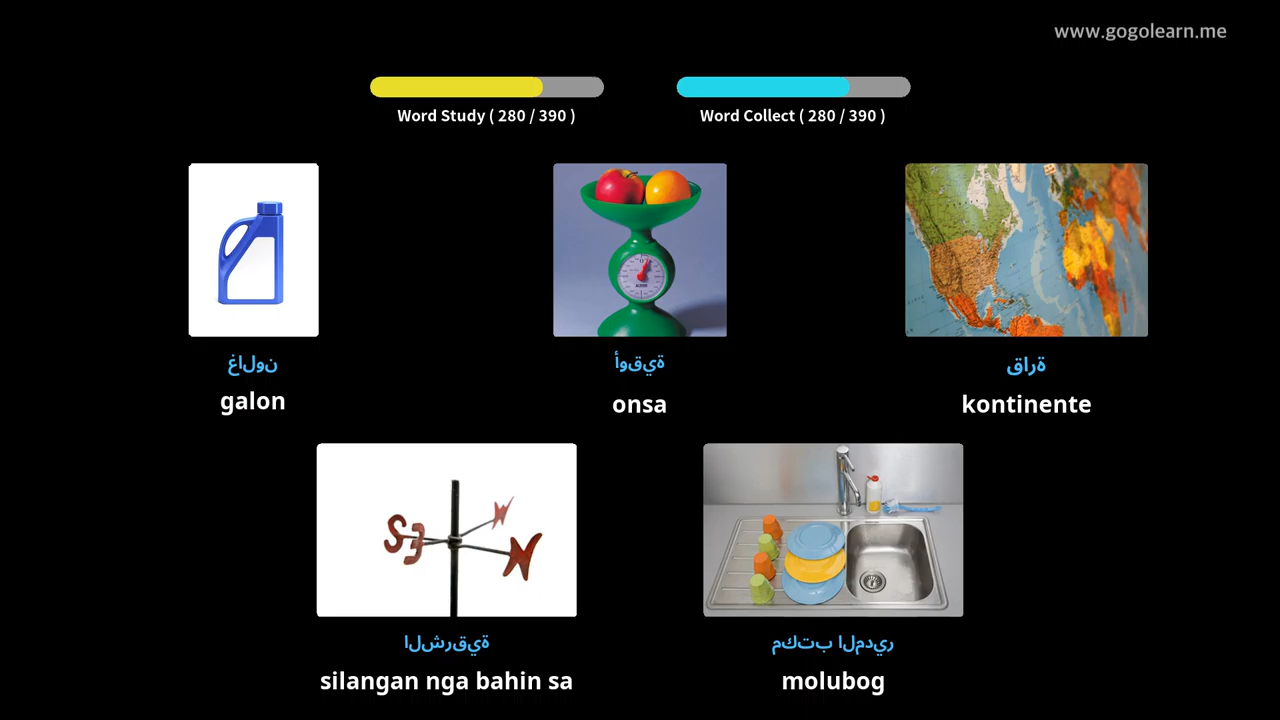 www.gogolearn.me
Word Study ( 280 / 390 )
Word Collect ( 280 / 390 )
غالون
galon
أوقية
onsa
قارة
kontinente
الشرقية
silangan nga bahin sa
مكتب المدير
molubog